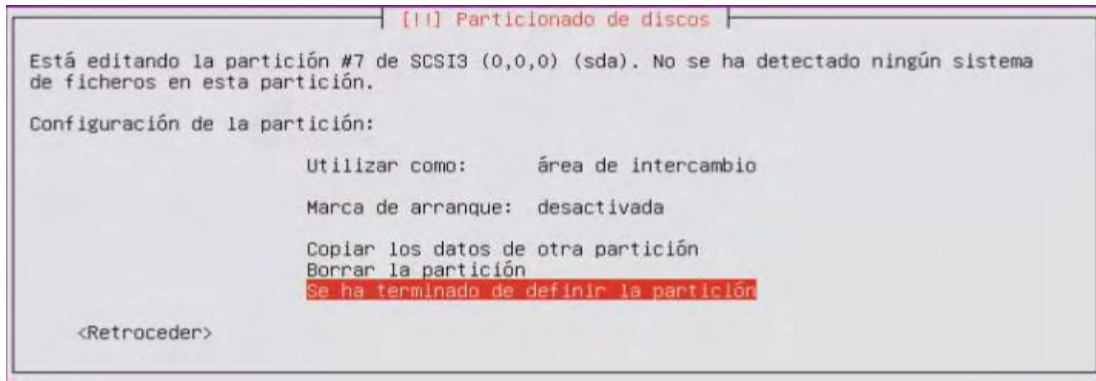 [!!] Particionado de discos
Está editando la partición #7 de SCSI3 (0,0,0) (sda). No se ha detectado ningún sistema
de ficheros en esta partición.
Configuración de la partición:
Utilizar como: área de intercambio
Marca de arranque: desactivada
Copiar los datos de otra partición
Borrar la partición
Se ha terminado de definir la partición
<Retroceder>